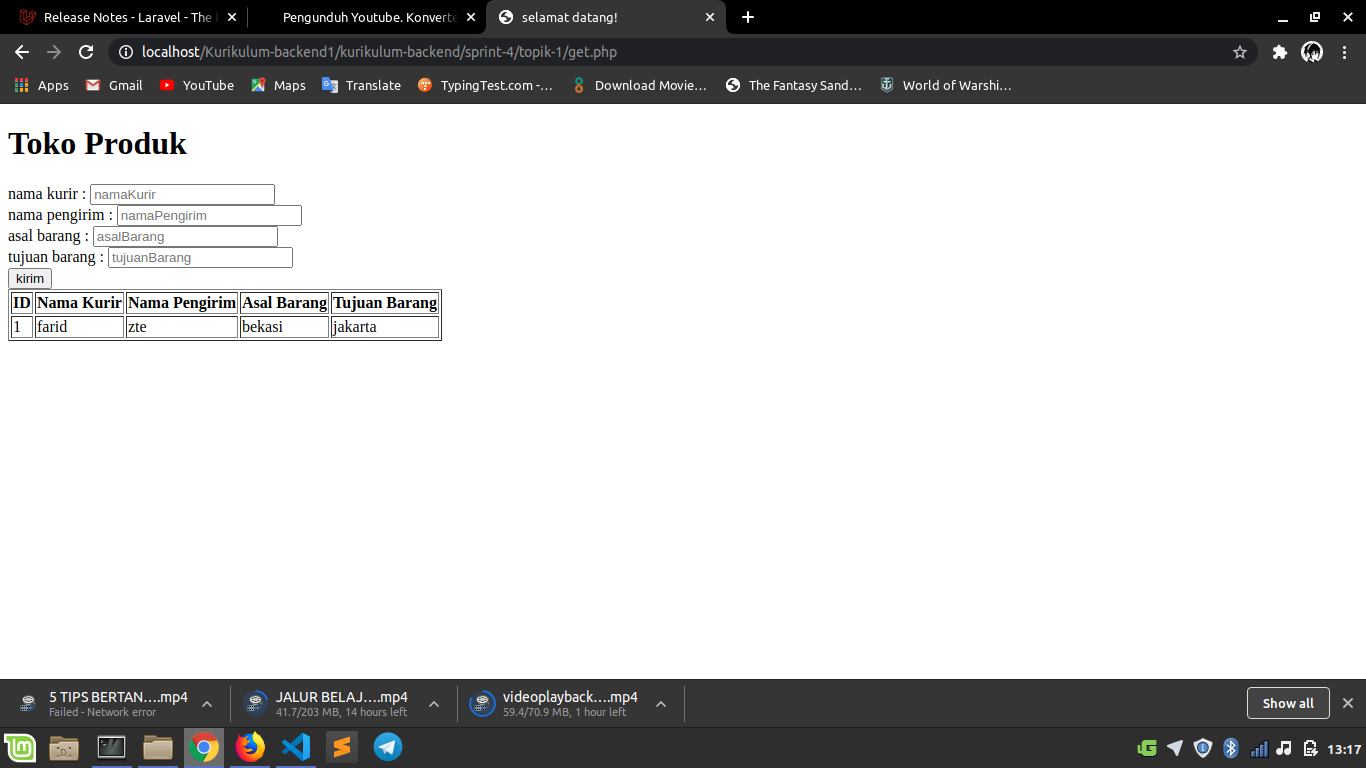 Release Notes - Laravel - The
Pengunduh Youtube. Konverte
selamat datang!
localhost/Kurikulum-backend1/kurikulum-backend/sprint-4/topik-1/get.php
Apps Gmail YouTube Maps Translate TypingTest.com -... Download Movie... The Fantasy Sand... World of Warshi...
Toko Produk
nama kurir : namaKurir
nama pengirim : namaPengirim
asal barang : asalBarang
tujuan barang : tujuanBarang
kirim
ID Nama Kurir Nama Pengirim Asal Barang Tujuan Barang
1 farid zte bekasi jakarta
5 TIPS BERTAN....mp4
Failed - Network error
JALUR BELAJ....mp4
41.7/203 MB, 14 hours left
videoplayback....mp4
59.4/70.9 MB, 1 hour left
Show all
13:17